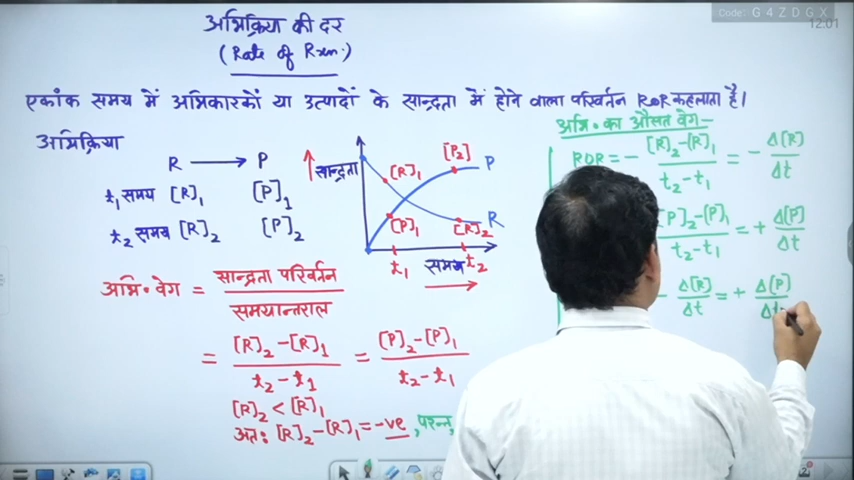 Code: G4ZDGX
12:01
अभिक्रिया की दर
(Rate of Rxn.)
एकांक समय में अभिकारकों या उत्पादों के सान्द्रता में होने वाला परिवर्तन ROR कहलाता है।
अभिक्रिया
R ⟶ P
t₁ समय [R]₁ [P]₁
t₂ समय [R]₂ [P]₂
सान्द्रता
[R]₁
[P₂]
P
[P]₁
[R]₂
R
t₁ समय t₂
अभि॰ वेग = सान्द्रता परिवर्तन / समयान्तराल
= [R]₂-[R]₁ / t₂-t₁ = [P]₂-[P]₁ / t₂-t₁
[R]₂ < [R]₁
अतः [R]₂-[R]₁ = -ve, परन्तु
अभि॰ का औसत वेग-
ROR = - [R]₂-[R]₁ / t₂-t₁ = - Δ[R] / Δt
[P]₂-[P]₁ / t₂-t₁ = + Δ[P] / Δt
- Δ[R] / Δt = + Δ[P] / Δt